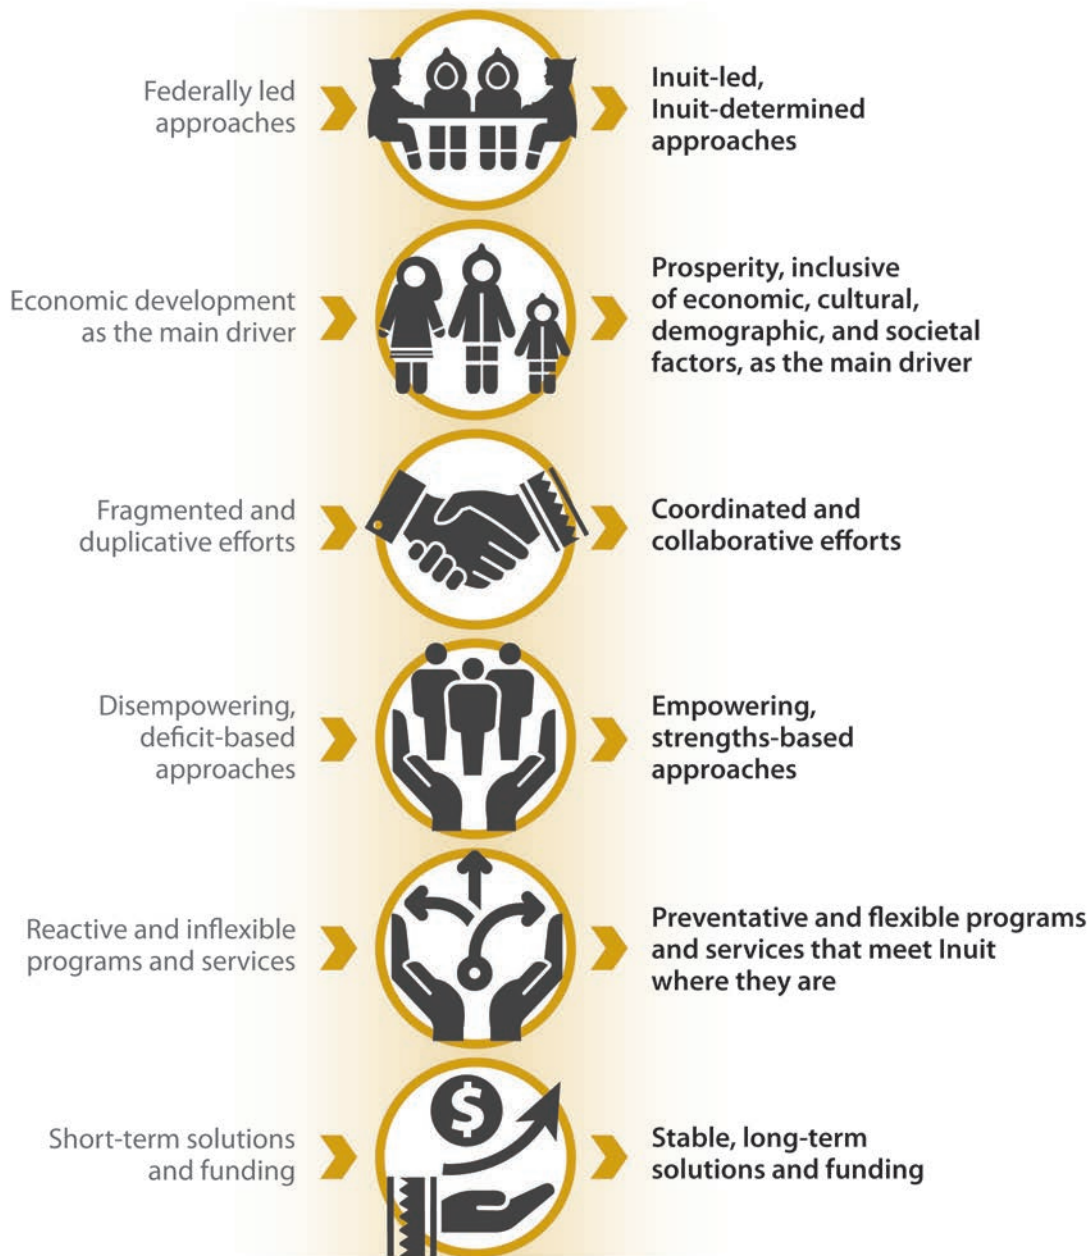 Federally led
approaches
Inuit-led,
Inuit-determined
approaches
Economic development
as the main driver
Prosperity, inclusive
of economic, cultural,
demographic, and societal
factors, as the main driver
Fragmented and
duplicative efforts
Coordinated and
collaborative efforts
Disempowering,
deficit-based
approaches
Empowering,
strengths-based
approaches
Reactive and inflexible
programs and services
Preventative and flexible programs
and services that meet Inuit
where they are
$
Short-term solutions
and funding
Stable, long-term
solutions and funding